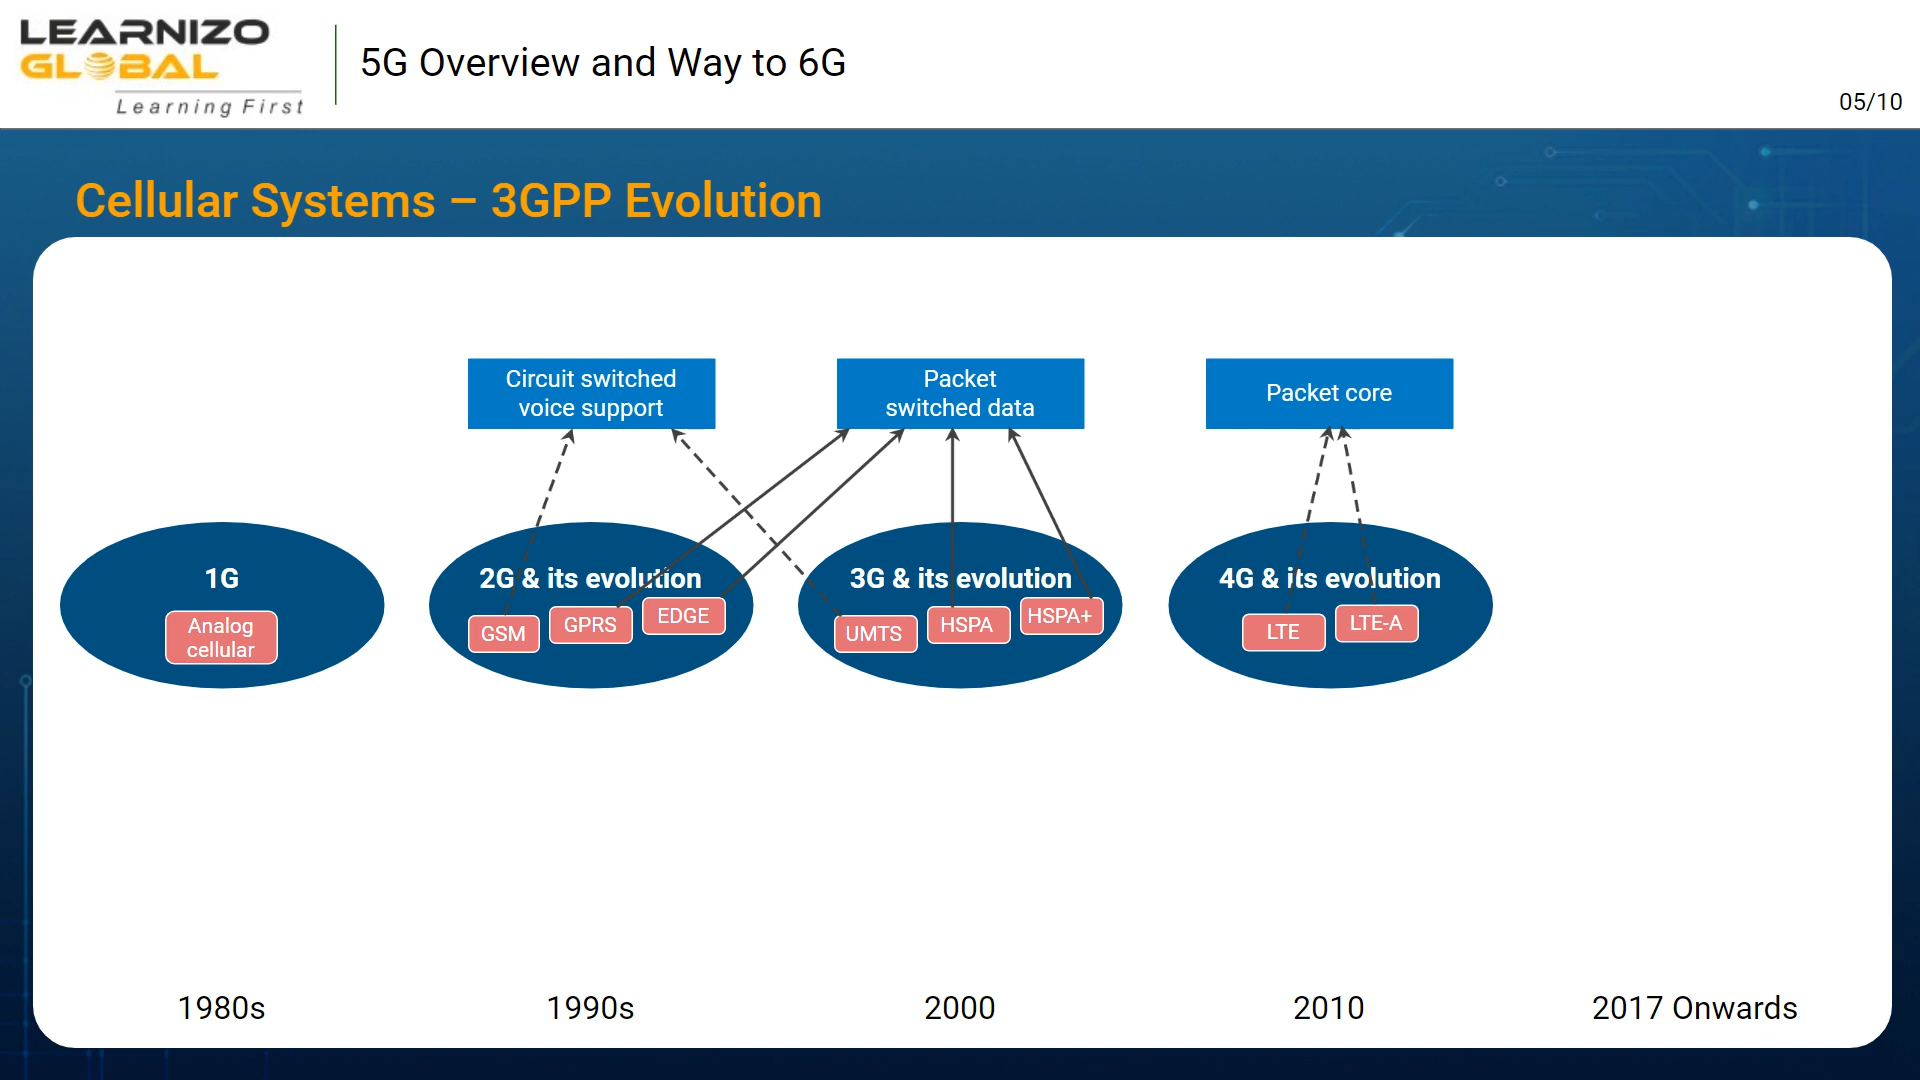 LEARNIZO
GLOBAL
Learning First
5G Overview and Way to 6G
05/10
Cellular Systems – 3GPP Evolution
Circuit switched
voice support
Packet
switched data
Packet core
1G
Analog
cellular
2G & its evolution
GSM
GPRS
EDGE
3G & its evolution
UMTS
HSPA
HSPA+
4G & its evolution
LTE
LTE-A
1980s
1990s
2000
2010
2017 Onwards